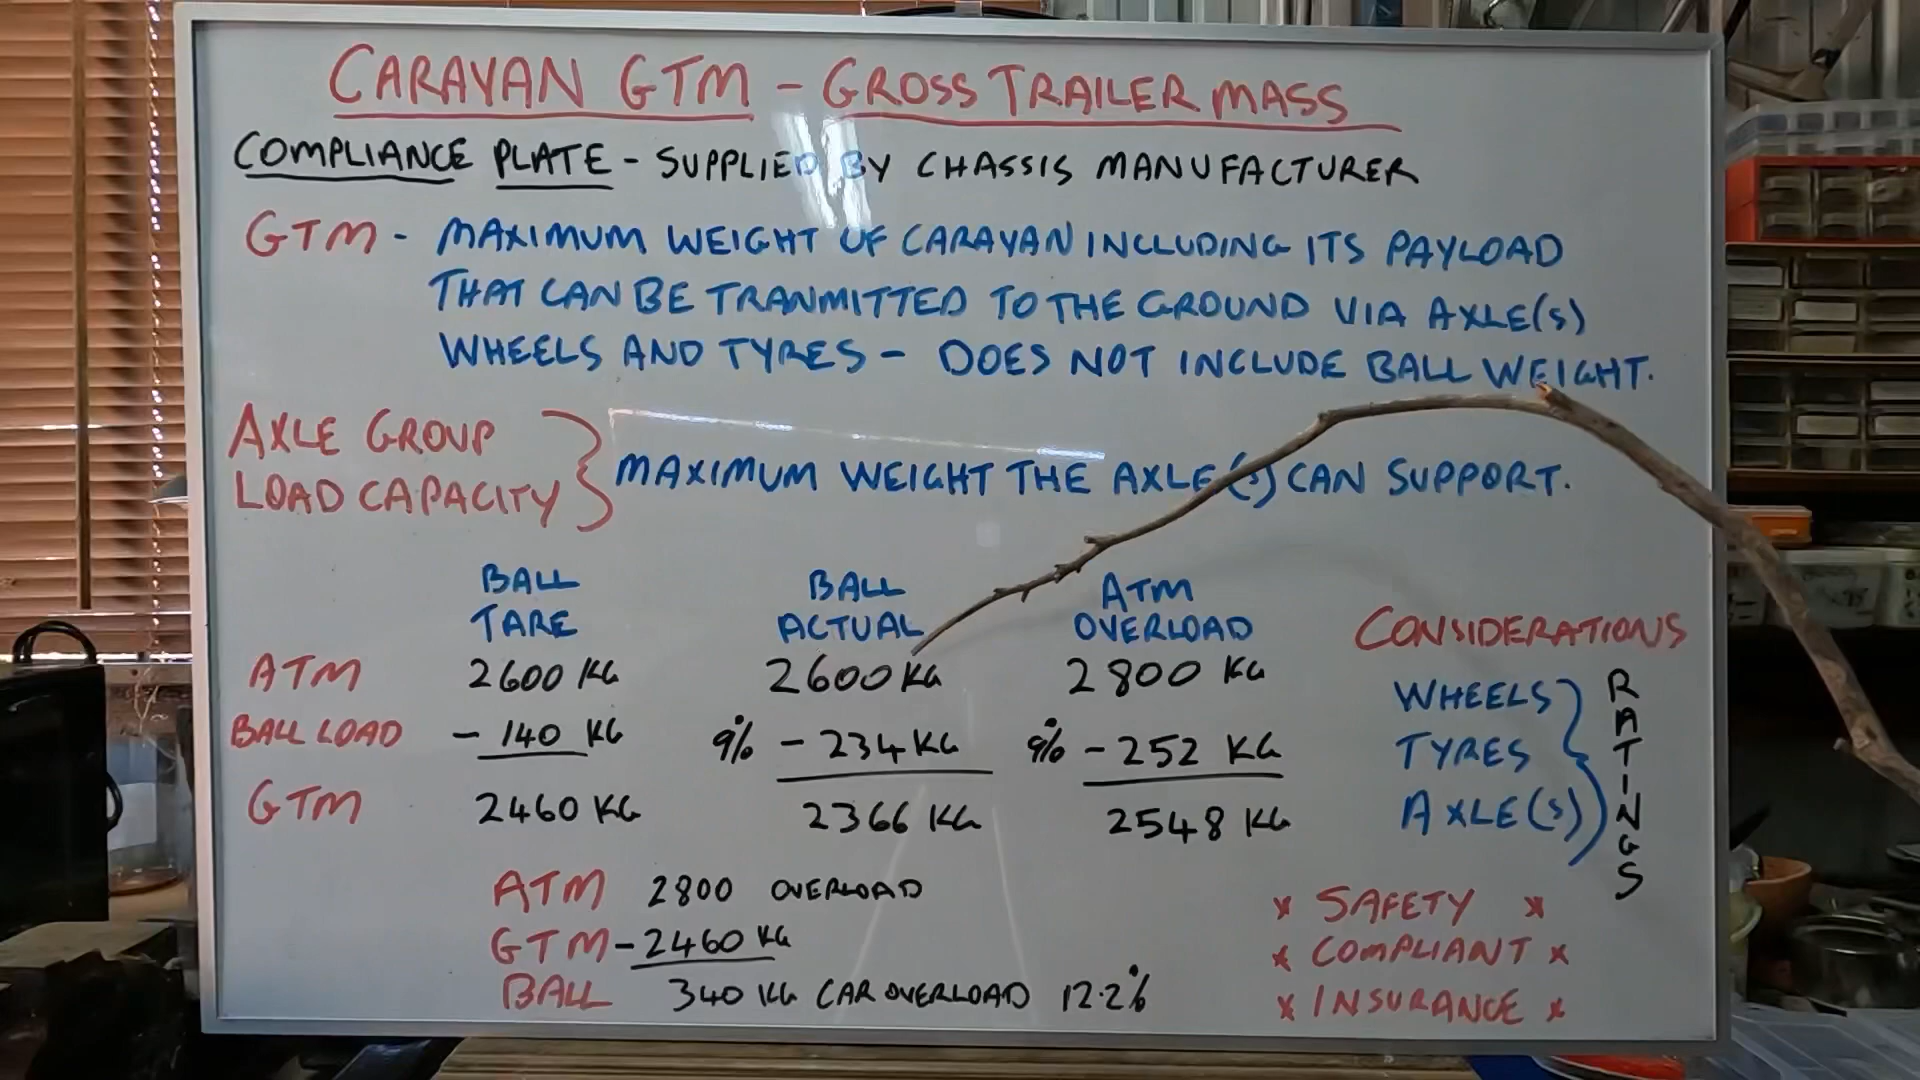 CARAVAN GTM - GROSS TRAILER MASS
COMPLIANCE PLATE - SUPPLIED BY CHASSIS MANUFACTURER
GTM - MAXIMUM WEIGHT OF CARAVAN INCLUDING ITS PAYLOAD
THAT CAN BE TRANMITTED TO THE GROUND VIA AXLE(S)
WHEELS AND TYRES - DOES NOT INCLUDE BALL WEIGHT.
AXLE GROUP
LOAD CAPACITY
MAXIMUM WEIGHT THE AXLE(S) CAN SUPPORT.
BALL TARE
BALL ACTUAL
ATM OVERLOAD
ATM 2600 KG 2600 KG 2800 KG
BALL LOAD - 140 KG 9% - 234 KG 9% - 252 KG
GTM 2460 KG 2366 KG 2548 KG
CONSIDERATIONS
WHEELS
TYRES
AXLE(S)
RATINGS
ATM 2800 OVERLOAD
GTM - 2460 KG
BALL 340 KG CAR OVERLOAD 12.2%
* SAFETY *
* COMPLIANT *
* INSURANCE *